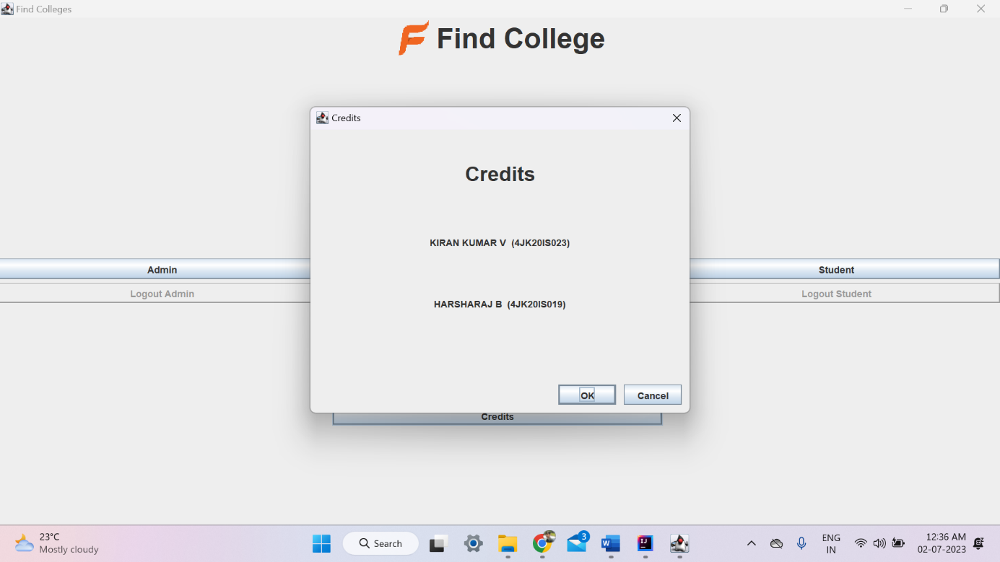 Find Colleges
Find College
Credits
Credits
KIRAN KUMAR V (4JK20IS023)
Admin
Student
Logout Admin
Logout Student
HARSHARAJ B (4JK20IS019)
OK
Cancel
Credits
23°C
Mostly cloudy
Search
3
W
IJ
ENG
IN
12:36 AM
02-07-2023